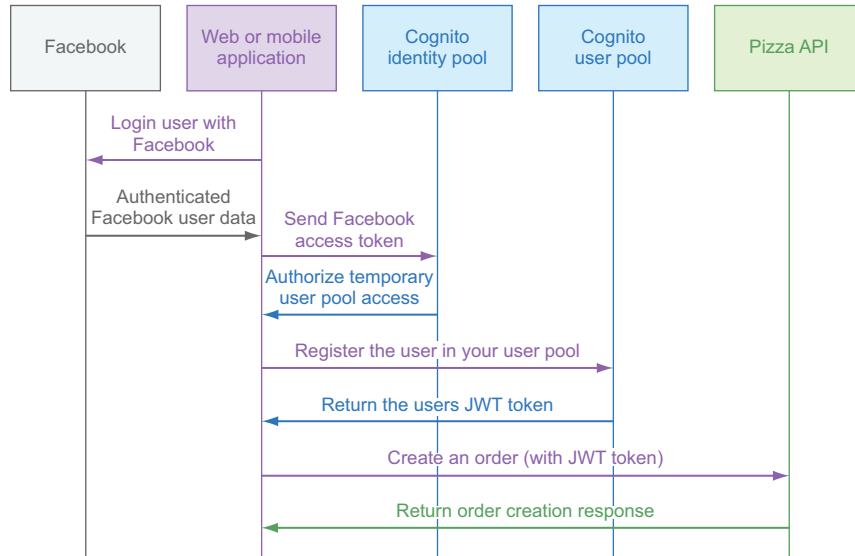 Facebook
Web or mobile
application
Cognito
identity pool
Cognito
user pool
Pizza API
Login user with
Facebook
Authenticated
Facebook user data
Send Facebook
access token
Authorize temporary
user pool access
Register the user in your user pool
Return the users JWT token
Create an order (with JWT token)
Return order creation response